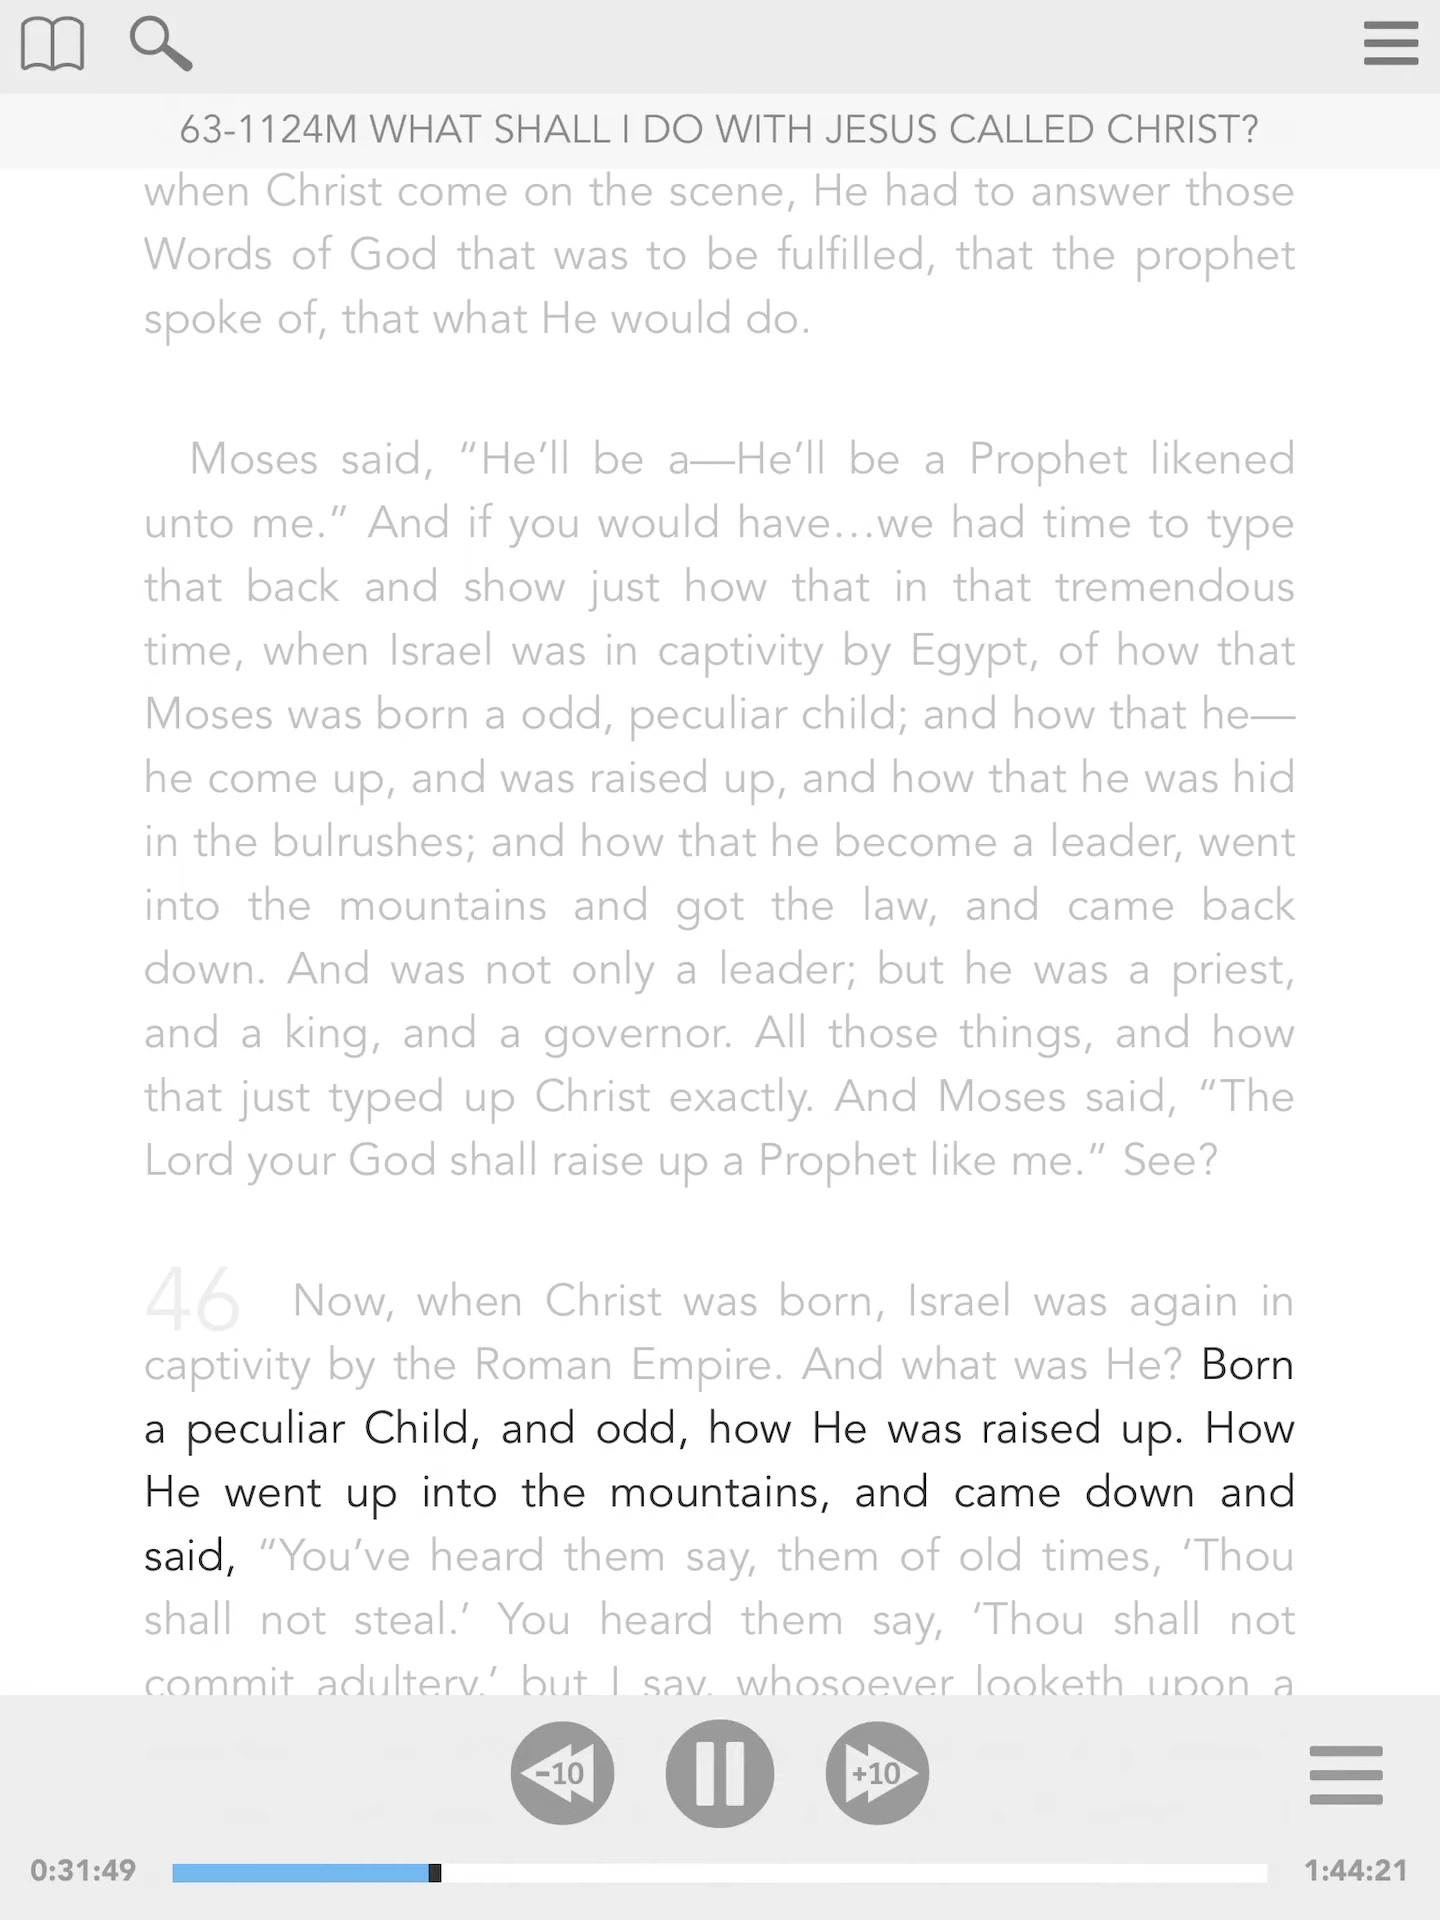 63-1124M WHAT SHALL I DO WITH JESUS CALLED CHRIST?
when Christ come on the scene, He had to answer those
Words of God that was to be fulfilled, that the prophet
spoke of, that what He would do.
Moses said, “He’ll be a—He’ll be a Prophet likened
unto me.” And if you would have…we had time to type
that back and show just how that in that tremendous
time, when Israel was in captivity by Egypt, of how that
Moses was born a odd, peculiar child; and how that he—
he come up, and was raised up, and how that he was hid
in the bulrushes; and how that he become a leader, went
into the mountains and got the law, and came back
down. And was not only a leader; but he was a priest,
and a king, and a governor. All those things, and how
that just typed up Christ exactly. And Moses said, “The
Lord your God shall raise up a Prophet like me.” See?
46 Now, when Christ was born, Israel was again in
captivity by the Roman Empire. And what was He? Born
a peculiar Child, and odd, how He was raised up. How
He went up into the mountains, and came down and
said, “You’ve heard them say, them of old times, ‘Thou
shall not steal.’ You heard them say, ‘Thou shall not
commit adultery,’ but I say, whosoever looketh upon a
-10 +10
0:31:49 1:44:21